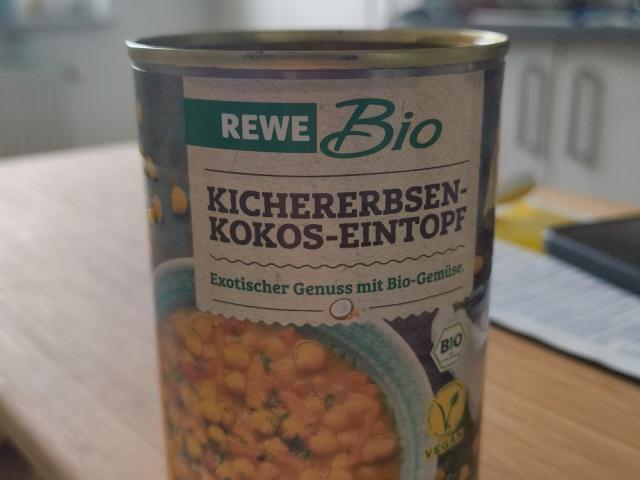 REWE Bio
KICHERERBSEN-
KOKOS-EINTOPF
Exotischer Genuss mit Bio-Gemüse.
BIO
VEGAN